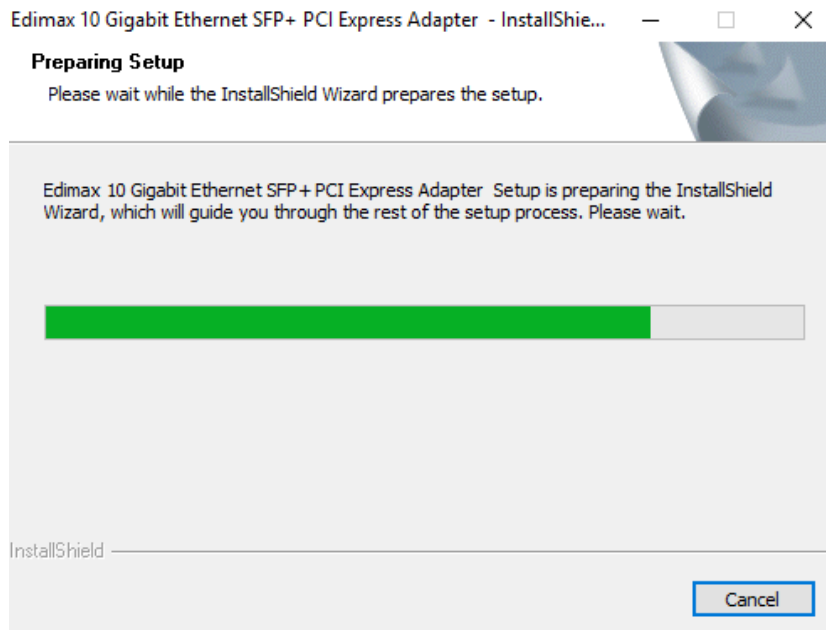 Edimax 10 Gigabit Ethernet SFP+ PCI Express Adapter  - InstallShie...
Preparing Setup
Please wait while the InstallShield Wizard prepares the setup.
Edimax 10 Gigabit Ethernet SFP+ PCI Express Adapter  Setup is preparing the InstallShield
Wizard, which will guide you through the rest of the setup process. Please wait.
InstallShield
Cancel